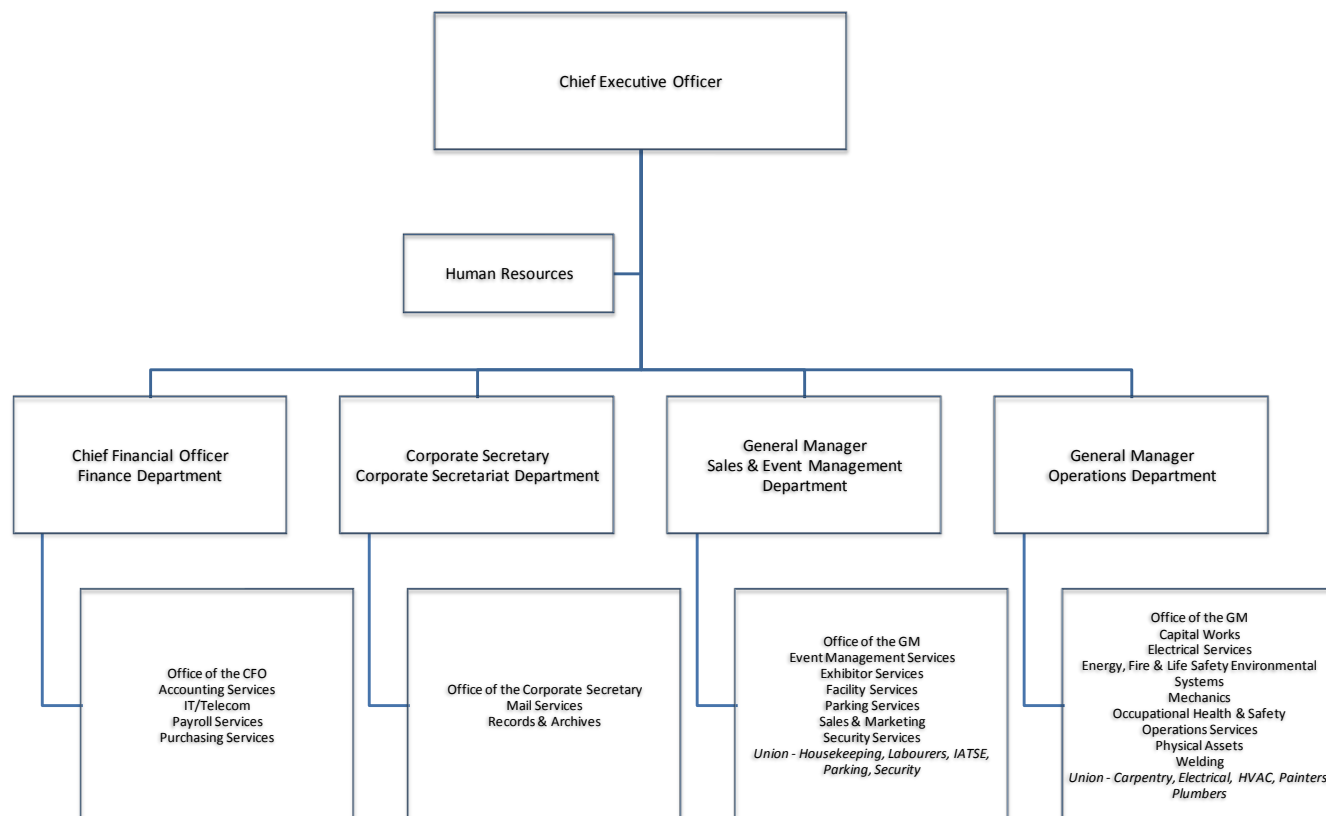 Chief Executive Officer
Human Resources
Chief Financial Officer
Finance Department
Corporate Secretary
Corporate Secretariat Department
General Manager
Sales & Event Management
Department
General Manager
Operations Department
Office of the CFO
Accounting Services
IT/Telecom
Payroll Services
Purchasing Services
Office of the Corporate Secretary
Mail Services
Records & Archives
Office of the GM
Event Management Services
Exhibitor Services
Facility Services
Parking Services
Sales & Marketing
Security Services
Union - Housekeeping, Labourers, IATSE,
Parking, Security
Office of the GM
Capital Works
Electrical Services
Energy, Fire & Life Safety Environmental
Systems
Mechanics
Occupational Health & Safety
Operations Services
Physical Assets
Welding
Union - Carpentry, Electrical, HVAC, Painters
Plumbers